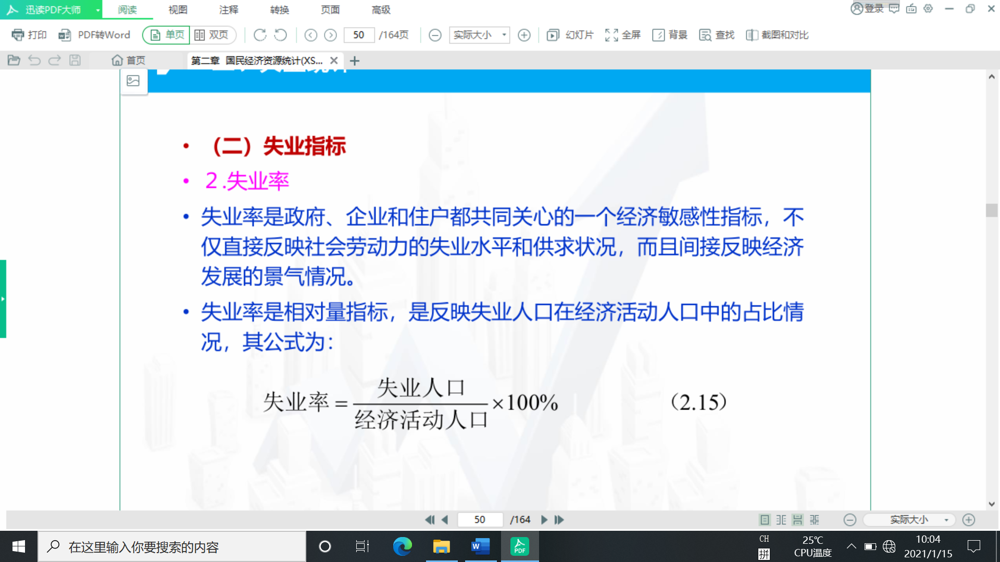 迅读PDF大师 阅读 视图 注释 转换 页面 高级 登录
打印 PDF转Word 单页 双页 50 /164页 实际大小 幻灯片 全屏 背景 查找 截图和对比
首页 第二章 国民经济资源统计(XS...
（二）失业指标
2.失业率
失业率是政府、企业和住户都共同关心的一个经济敏感性指标，不
仅直接反映社会劳动力的失业水平和供求状况，而且间接反映经济
发展的景气情况。
失业率是相对量指标，是反映失业人口在经济活动人口中的占比情
况，其公式为：
失业人口
失业率＝ ×100% （2.15）
经济活动人口
50 /164 实际大小
在这里输入你要搜索的内容
PDF
CH
拼
25℃
CPU温度
10:04
2021/1/15